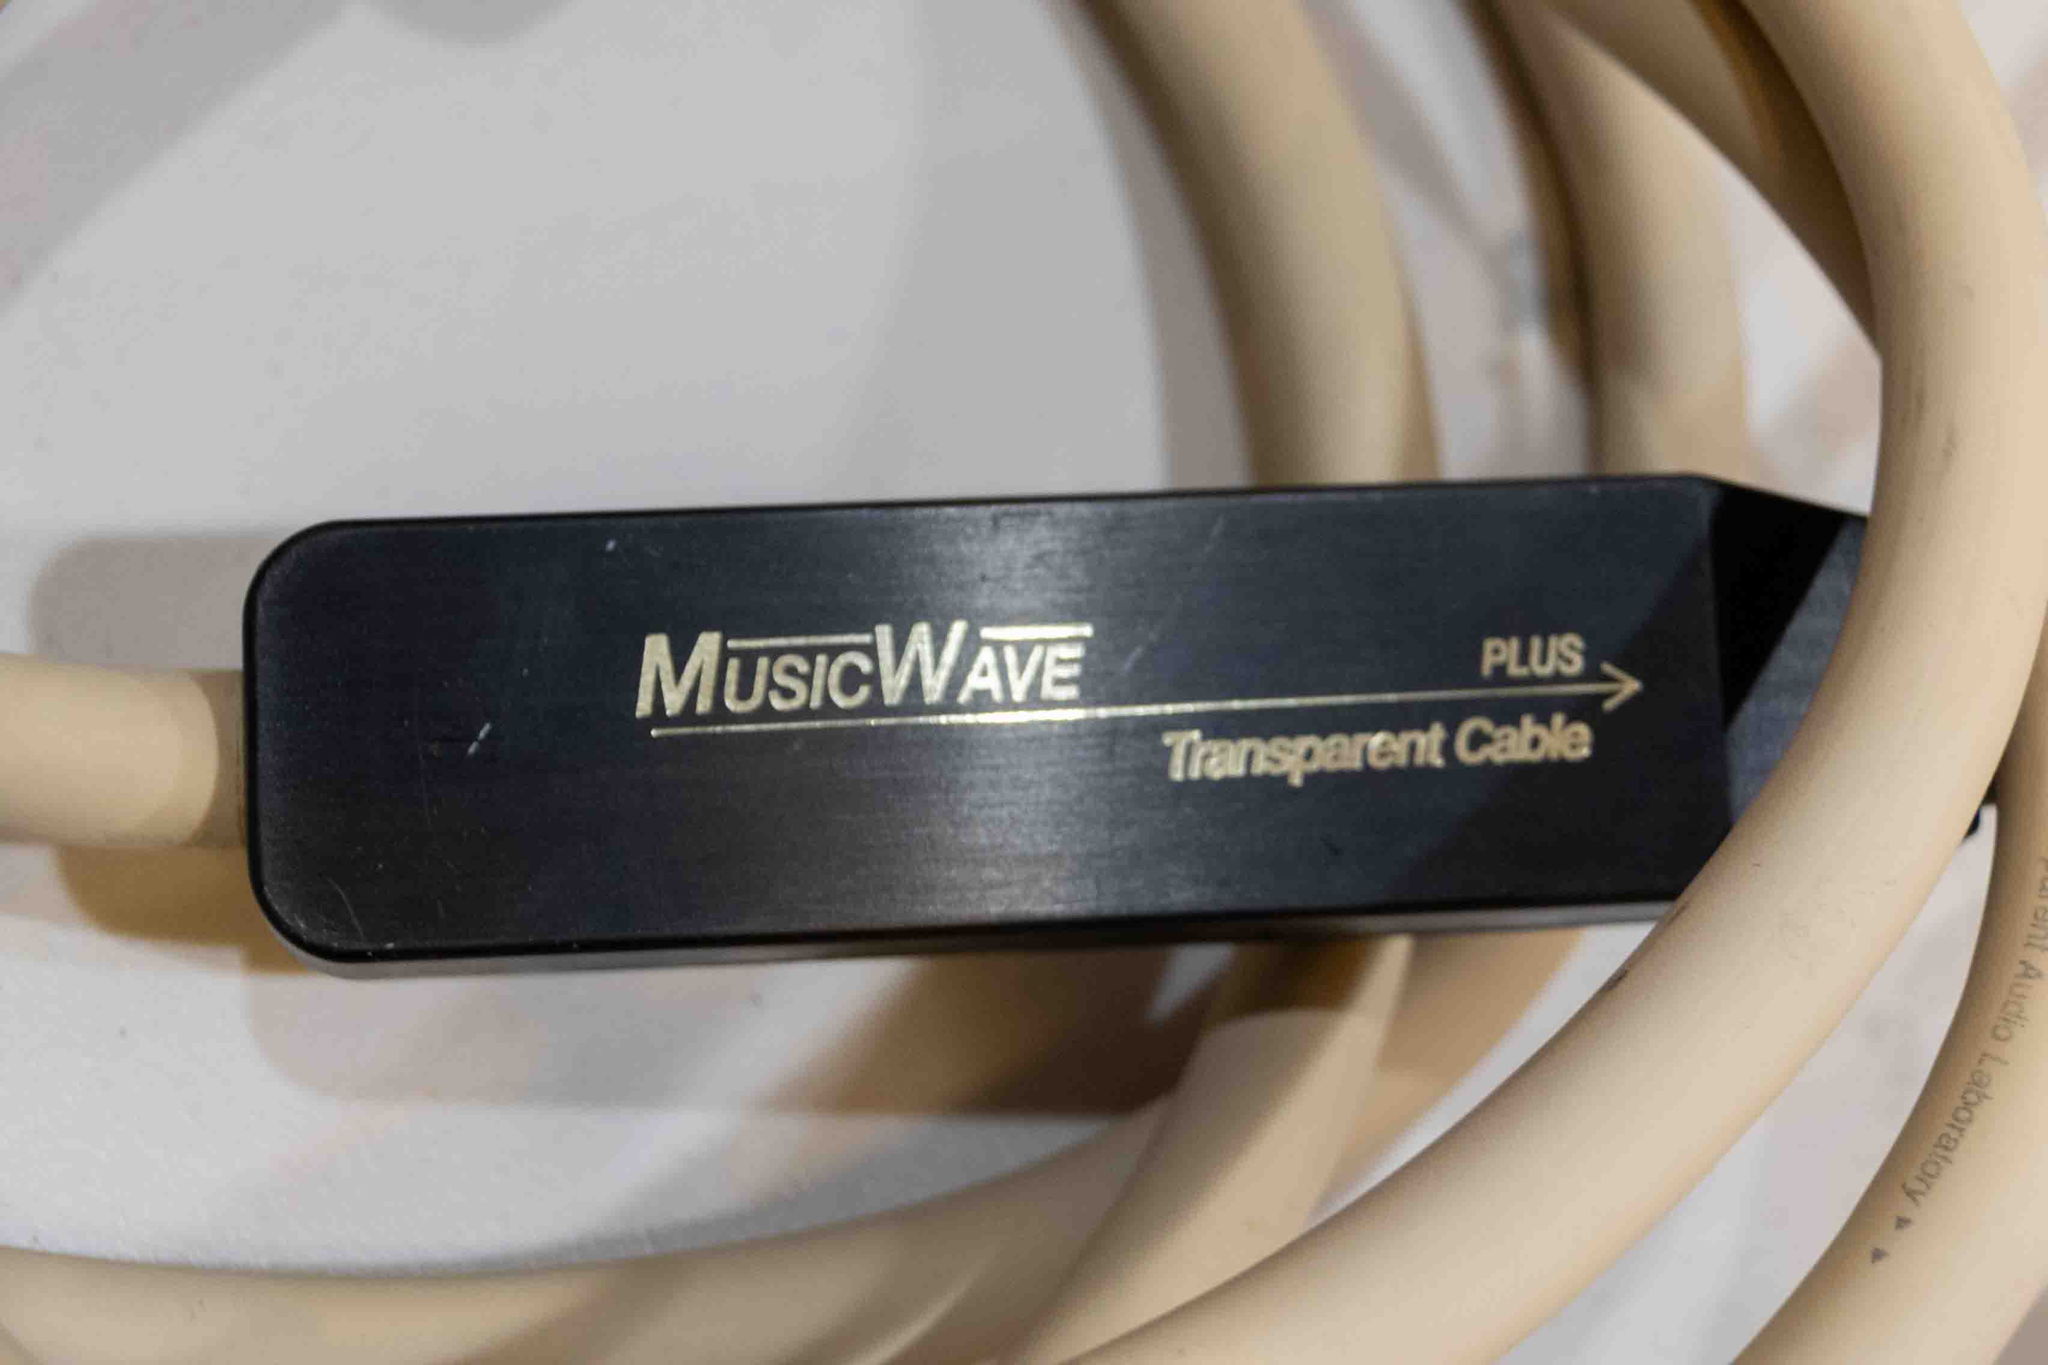 MUSICWAVE
PLUS
Transparent Cable
Audio Laboratory